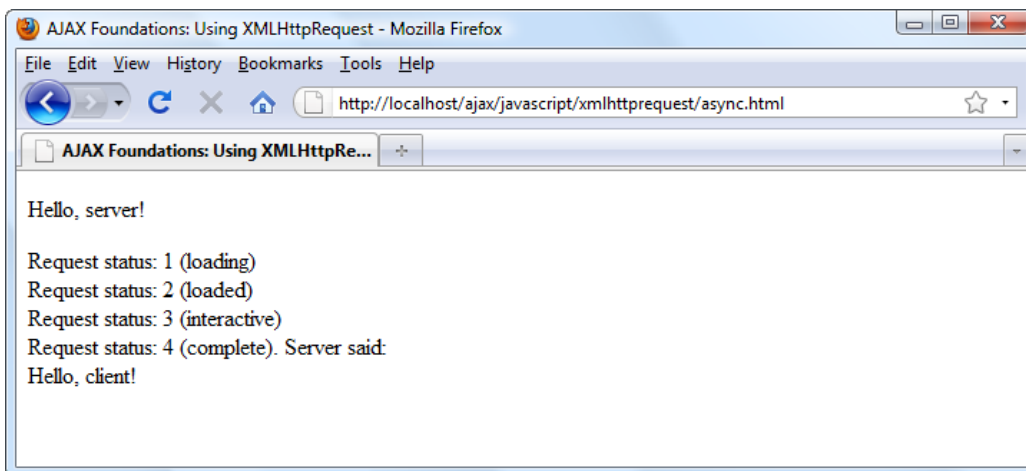 AJAX Foundations: Using XMLHttpRequest - Mozilla Firefox
File Edit View History Bookmarks Tools Help
http://localhost/ajax/javascript/xmlhttprequest/async.html
AJAX Foundations: Using XMLHttpRe...
Hello, server!
Request status: 1 (loading)
Request status: 2 (loaded)
Request status: 3 (interactive)
Request status: 4 (complete). Server said:
Hello, client!